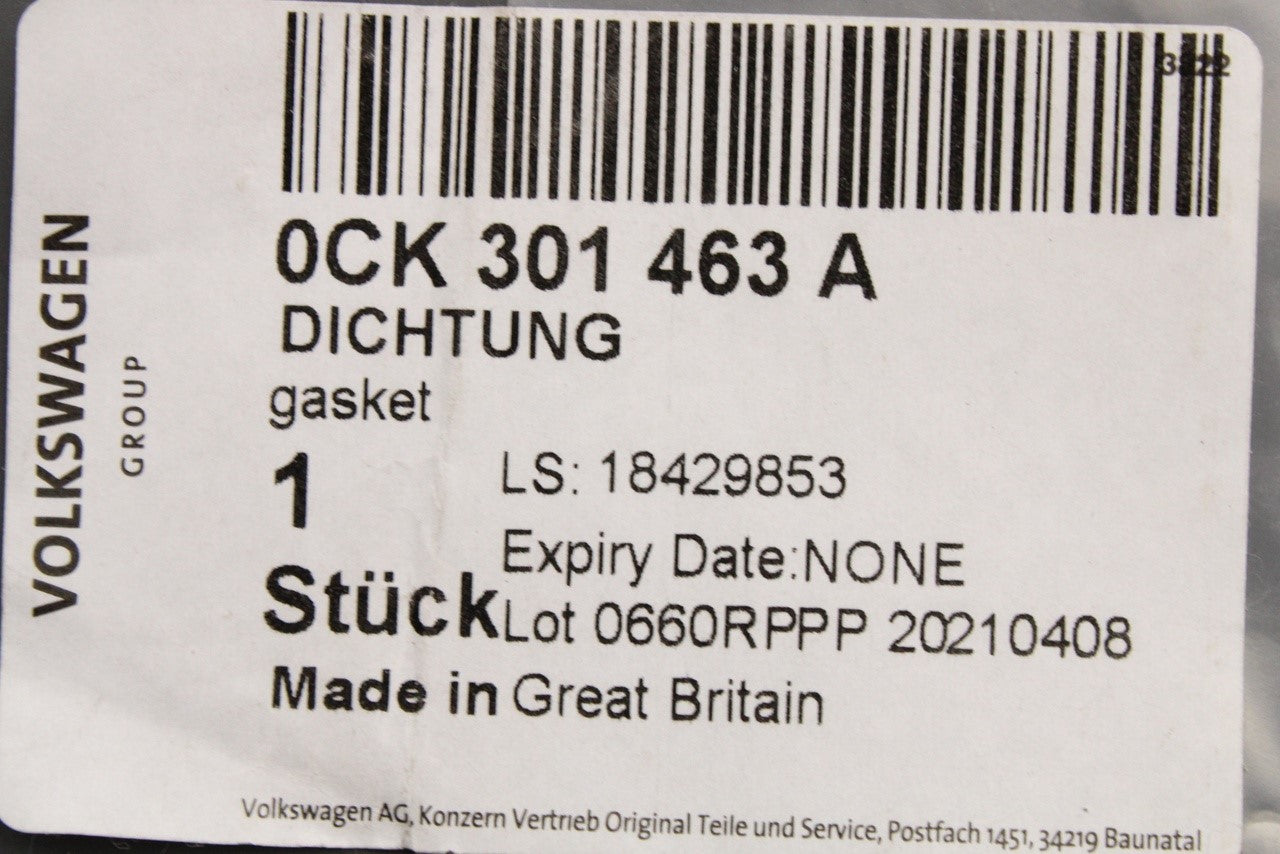 VOLKSWAGEN
GROUP
0CK 301 463 A
DICHTUNG
gasket
1
LS: 18429853
Expiry Date:NONE
Stück
Lot 0660RPPP 20210408
Made in Great Britain
Volkswagen AG, Konzern Vertrieb Original Teile und Service, Postfach 1451, 34219 Baunatal